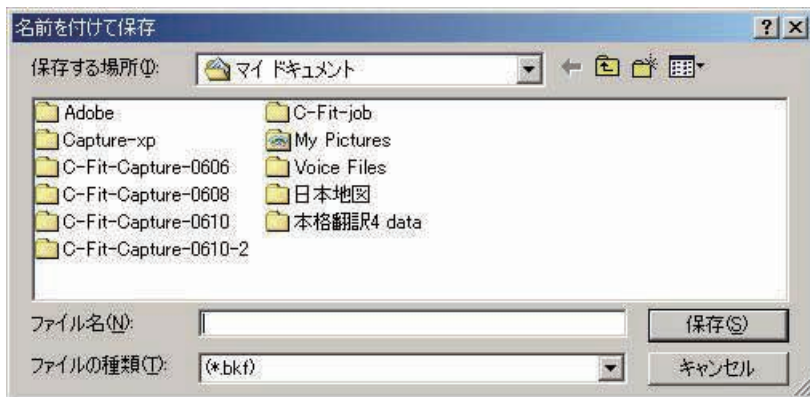 名前を付けて保存
保存する場所(I): マイ ドキュメント
Adobe
Capture-xp
C-Fit-Capture-0606
C-Fit-Capture-0608
C-Fit-Capture-0610
C-Fit-Capture-0610-2
C-Fit-job
My Pictures
Voice Files
日本地図
本格翻訳4 data
ファイル名(N):
保存(S)
ファイルの種類(T): (*.bkf)
キャンセル